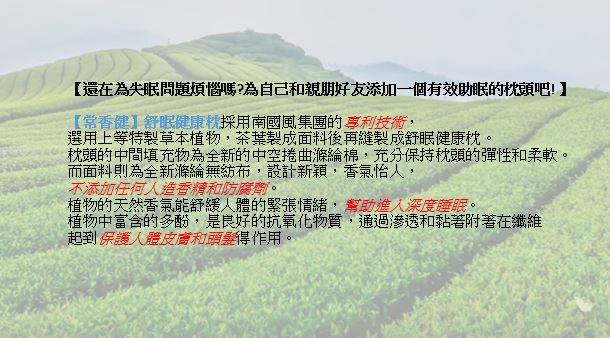 【還在為失眠問題煩惱嗎?為自己和親朋好友添加一個有效助眠的枕頭吧!】
【常香健】舒眠健康枕採用南國風集團的專利技術，
選用上等特製草本植物，茶葉製成面料後再縫製成舒眠健康枕。
枕頭的中間填充物為全新的中空捲曲滌綸棉，充分保持枕頭的彈性和柔軟。
而面料則為全新滌綸無紡布，設計新穎，香氣怡人，
不添加任何人造香精和防腐劑。
植物的天然香氣能舒緩人體的緊張情緒，幫助進入深度睡眠。
植物中富含的多酚，是良好的抗氧化物質，通過滲透和黏著附著在纖維
起到保護人體皮膚和頭髮得作用。